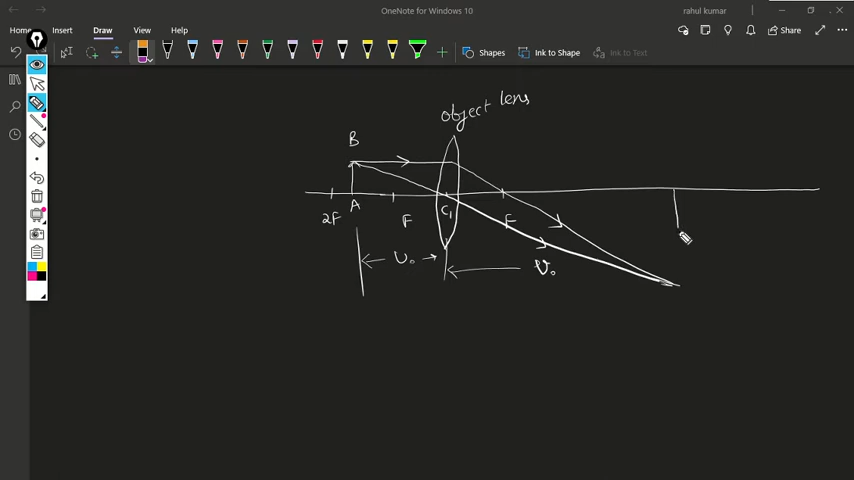 OneNote for Windows 10
rahul kumar
Home Insert Draw View Help
Shapes
Ink to Shape
Ink to Text
Share
object lens
B
2F A F C₁ F
U₀ V₀